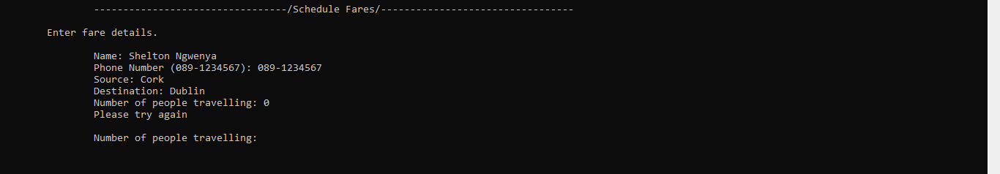 ---------------------------------/Schedule Fares/---------------------------------
Enter fare details.
Name: Shelton Ngwenya
Phone Number (089-1234567): 089-1234567
Source: Cork
Destination: Dublin
Number of people travelling: 0
Please try again
Number of people travelling: